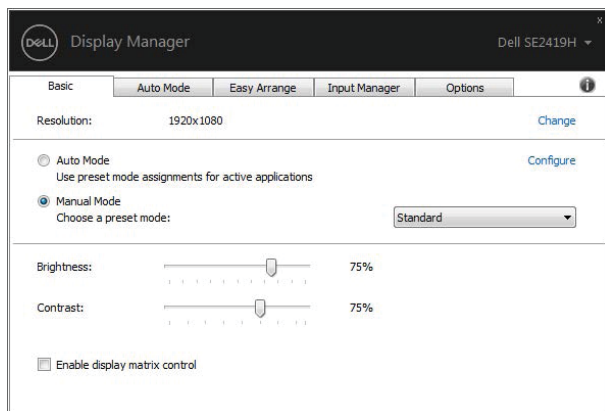 x
DELL Display Manager Dell SE2419H
Basic Auto Mode Easy Arrange Input Manager Options i
Resolution: 1920x1080 Change
Auto Mode Configure
Use preset mode assignments for active applications
Manual Mode
Choose a preset mode: Standard
Brightness: 75%
Contrast: 75%
Enable display matrix control